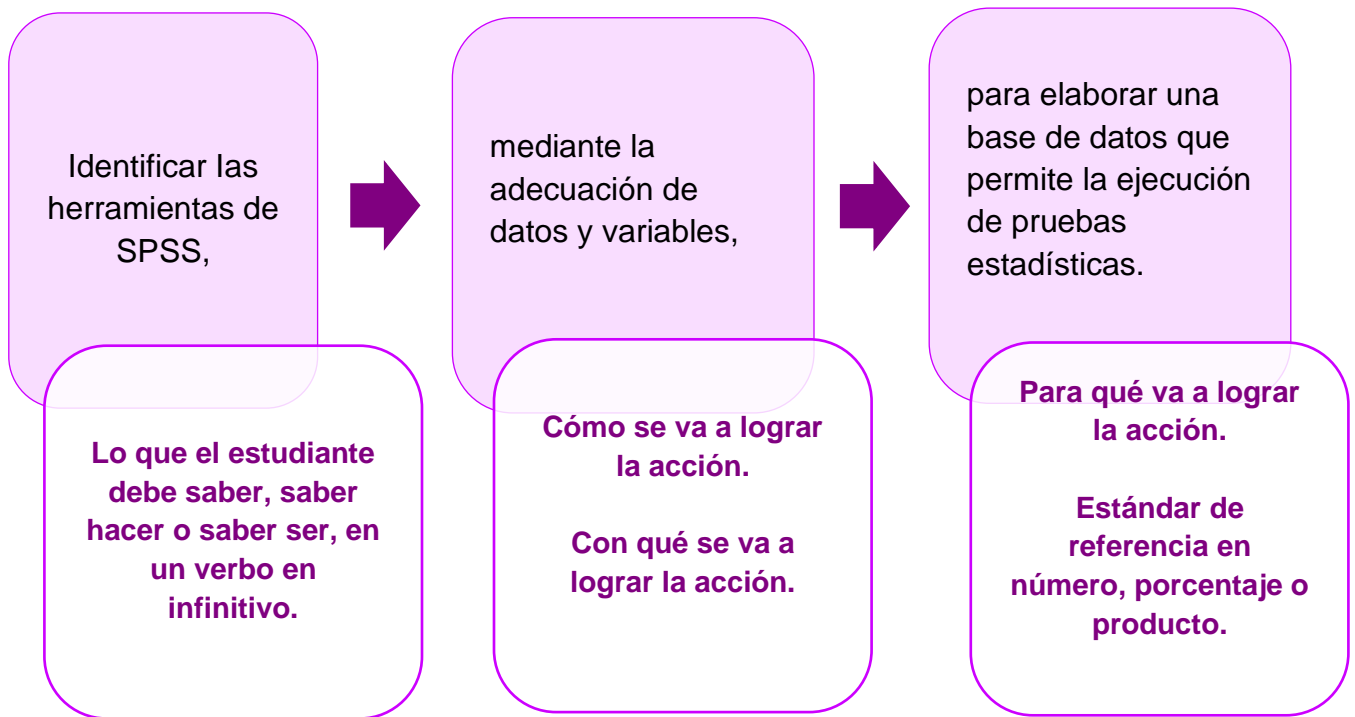 Identificar las
herramientas de
SPSS,
mediante la
adecuación de
datos y variables,
para elaborar una
base de datos que
permite la ejecución
de pruebas
estadísticas.
Lo que el estudiante
debe saber, saber
hacer o saber ser, en
un verbo en
infinitivo.
Cómo se va a lograr
la acción.
Con qué se va a
lograr la acción.
Para qué va a lograr
la acción.
Estándar de
referencia en
número, porcentaje o
producto.